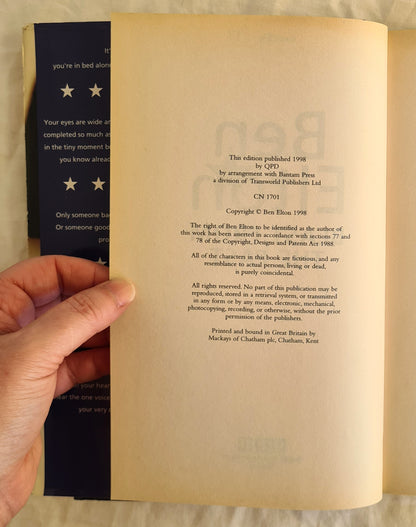 It's
you're in bed alone
Your eyes are wide an
completed so much as
in the tiny moment b
you know alread
Only someone bac
Or someone good
pro
your hear
hear the one voice
your very
Ben
This edition published 1998
by QPD
by arrangement with Bantam Press
a division of Transworld Publishers Ltd
CN 1701
Copyright © Ben Elton 1998
The right of Ben Elton to be identified as the author of
this work has been asserted in accordance with sections 77 and
78 of the Copyright, Designs and Patents Act 1988.
All of the characters in this book are fictitious, and any
resemblance to actual persons, living or dead,
is purely coincidental.
All rights reserved. No part of this publication may be
reproduced, stored in a retrieval system, or transmitted
in any form or by any means, electronic, mechanical,
photocopying, recording, or otherwise, without the prior
permission of the publishers.
Printed and bound in Great Britain by
Mackays of Chatham plc, Chatham, Kent